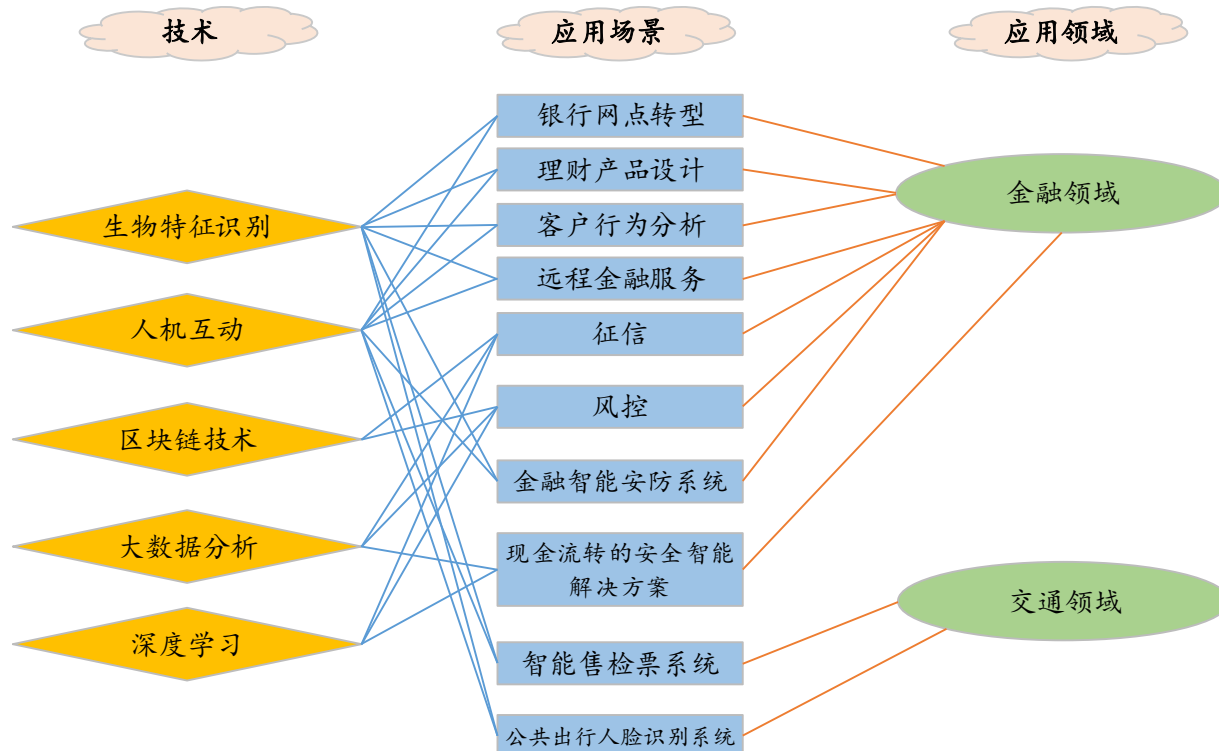 技术
应用场景
应用领域
银行网点转型
理财产品设计
金融领域
生物特征识别
客户行为分析
远程金融服务
人机互动
征信
风控
区块链技术
金融智能安防系统
大数据分析
现金流转的安全智能
解决方案
交通领域
深度学习
智能售检票系统
公共出行人脸识别系统